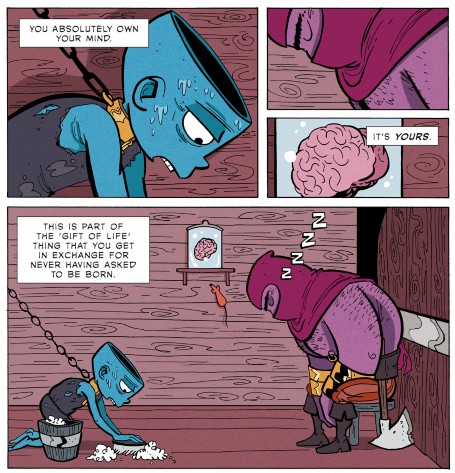 YOU ABSOLUTELY OWN
YOUR MIND.
IT'S YOURS.
THIS IS PART OF
THE 'GIFT OF LIFE'
THING THAT YOU GET
IN EXCHANGE FOR
NEVER HAVING ASKED
TO BE BORN.
Z Z Z Z